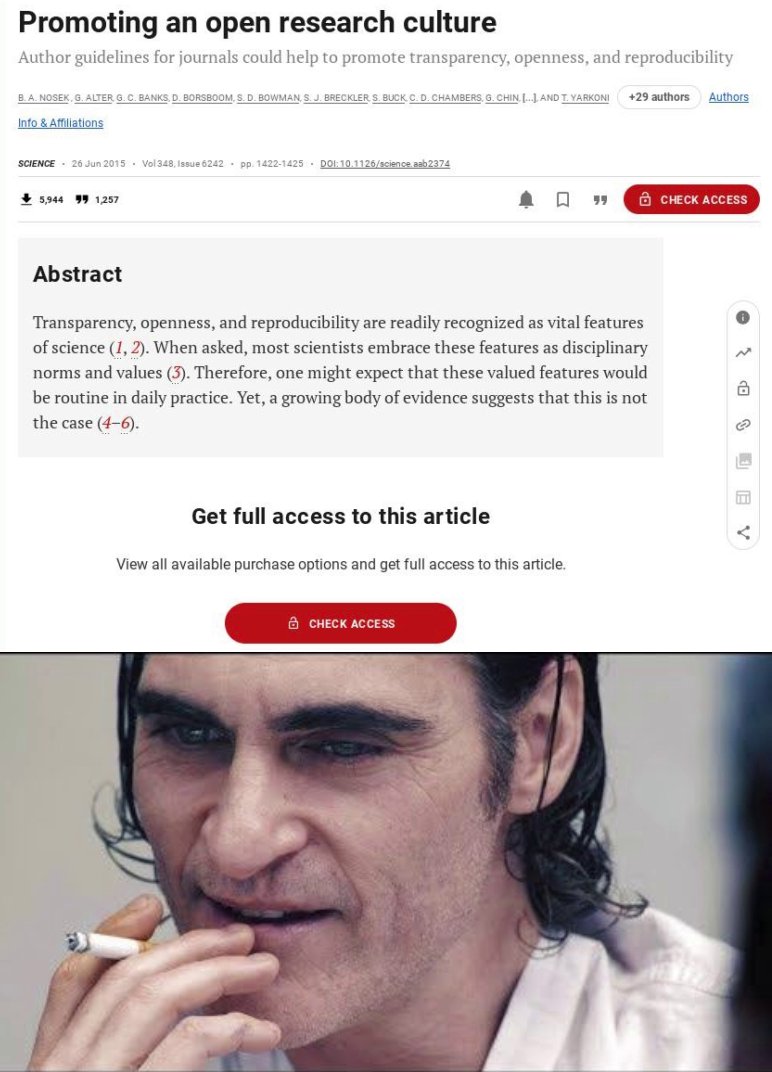 Promoting an open research culture
Author guidelines for journals could help to promote transparency, openness, and reproducibility
B. A. NOSEK , G. ALTER, G. C. BANKS, D. BORSBOOM, S. D. BOWMAN, S. J. BRECKLER, S. BUCK, C. D. CHAMBERS, G. CHIN, [...], AND T. YARKONI +29 authors Authors
Info & Affiliations
SCIENCE • 26 Jun 2015 • Vol 348, Issue 6242 • pp. 1422-1425 • DOI: 10.1126/science.aab2374
5,944 1,257 CHECK ACCESS
Abstract
Transparency, openness, and reproducibility are readily recognized as vital features
of science (1, 2). When asked, most scientists embrace these features as disciplinary
norms and values (3). Therefore, one might expect that these valued features would
be routine in daily practice. Yet, a growing body of evidence suggests that this is not
the case (4–6).
Get full access to this article
View all available purchase options and get full access to this article.
CHECK ACCESS